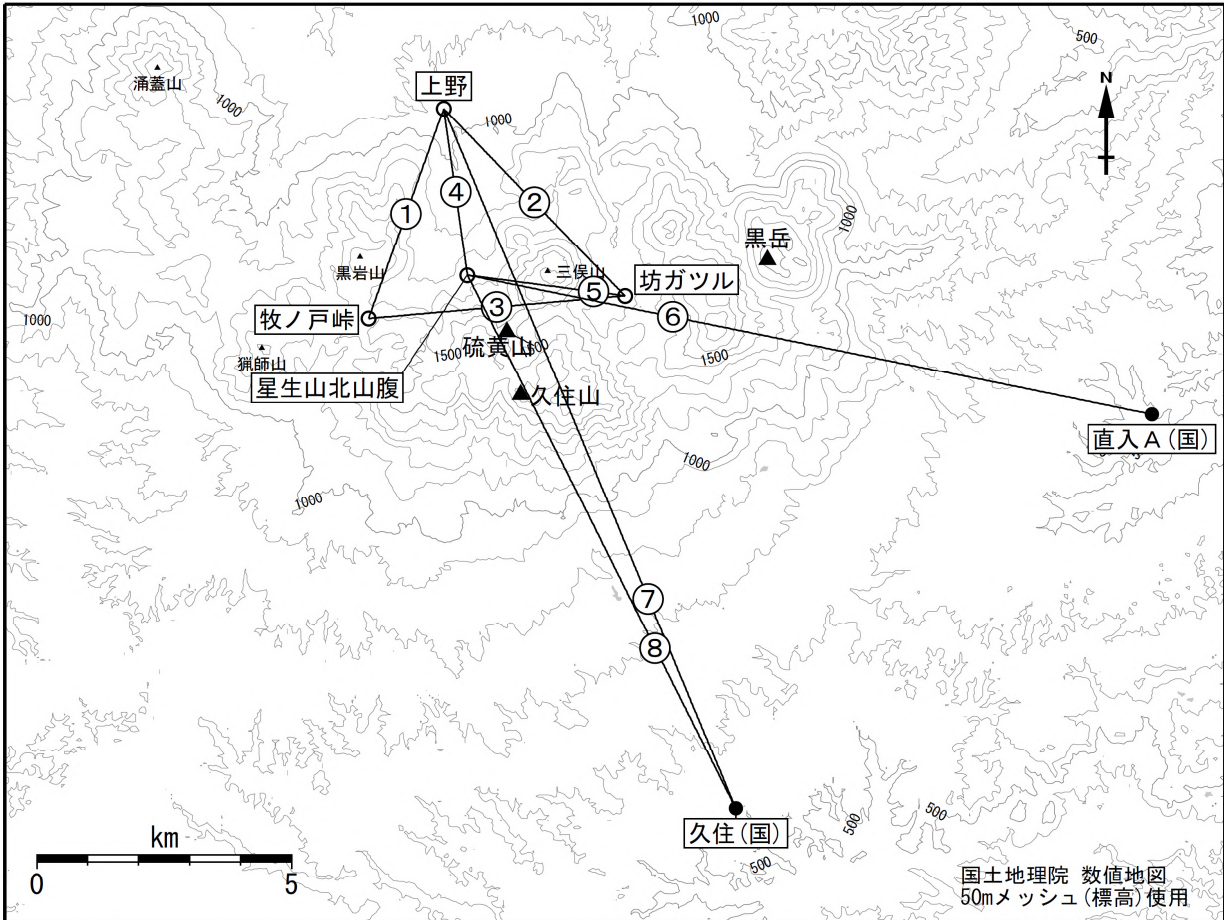 1000
500
涌蓋山
上野
N
1000
1000
④
②
①
1000
黒岳
黒岩山
三俣山
坊ガツル
⑤
③
⑥
牧ノ戸峠
1000
硫黄山
1500
1500
1500
猟師山
星生山北山腹
久住山
直入A(国)
1000
1000
⑦
⑧
久住(国)
500
500
500
km
0 5
国土地理院 数値地図
50mメッシュ(標高)使用